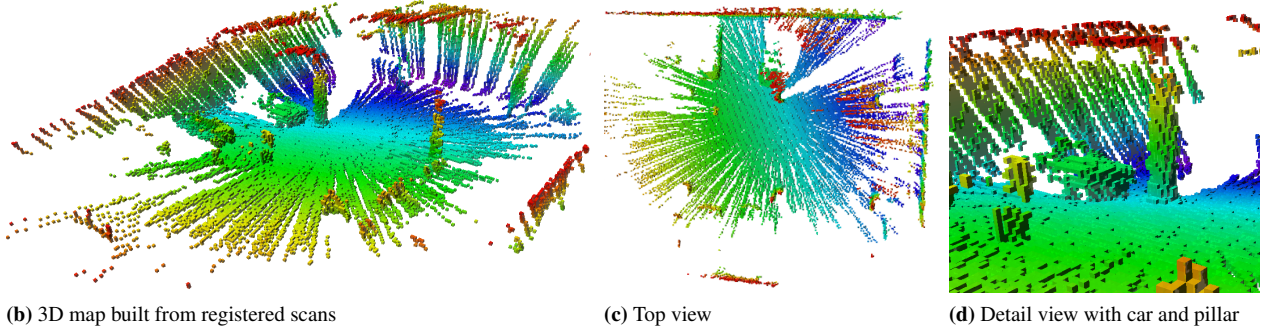 (b) 3D map built from registered scans
(c) Top view
(d) Detail view with car and pillar